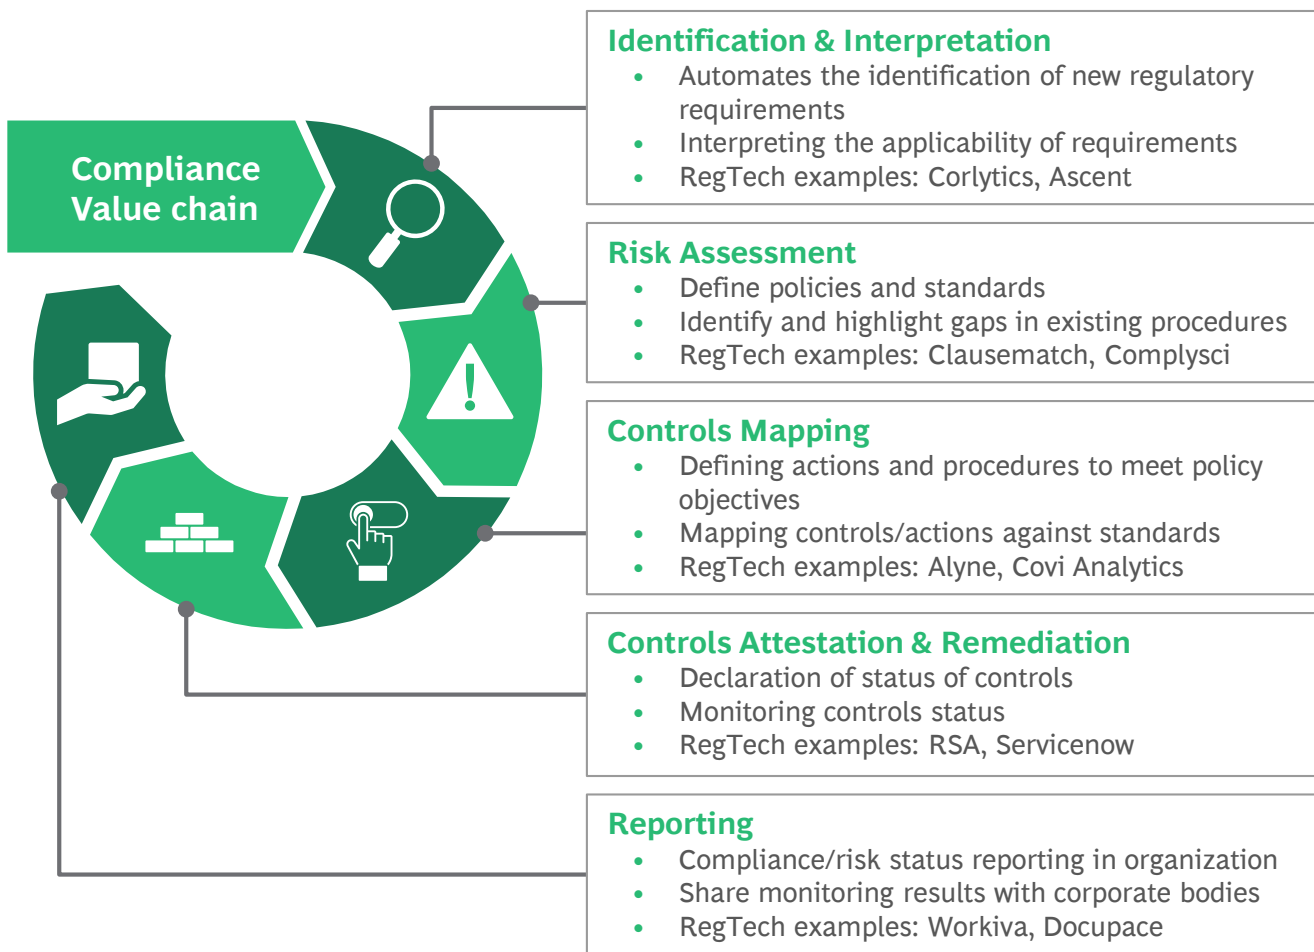 Compliance
Value chain
Identification & Interpretation
• Automates the identification of new regulatory
requirements
• Interpreting the applicability of requirements
• RegTech examples: Corlytics, Ascent
Risk Assessment
• Define policies and standards
• Identify and highlight gaps in existing procedures
• RegTech examples: Clausematch, Complysci
Controls Mapping
• Defining actions and procedures to meet policy
objectives
• Mapping controls/actions against standards
• RegTech examples: Alyne, Covi Analytics
Controls Attestation & Remediation
• Declaration of status of controls
• Monitoring controls status
• RegTech examples: RSA, Servicenow
Reporting
• Compliance/risk status reporting in organization
• Share monitoring results with corporate bodies
• RegTech examples: Workiva, Docupace